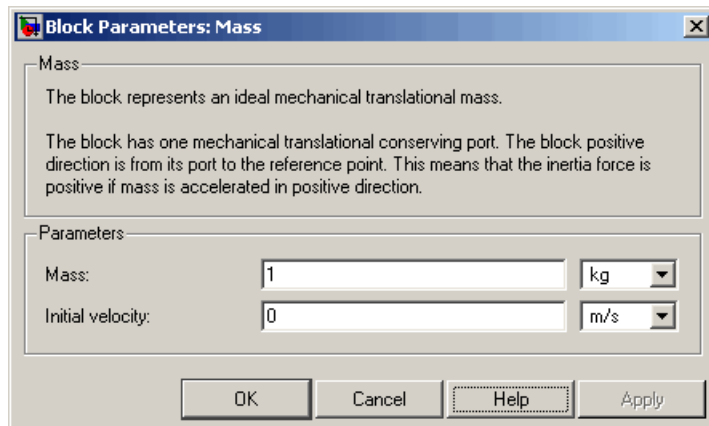 Block Parameters: Mass
Mass
The block represents an ideal mechanical translational mass.
The block has one mechanical translational conserving port. The block positive
direction is from its port to the reference point. This means that the inertia force is
positive if mass is accelerated in positive direction.
Parameters
Mass: 1 kg
Initial velocity: 0 m/s
OK Cancel Help Apply